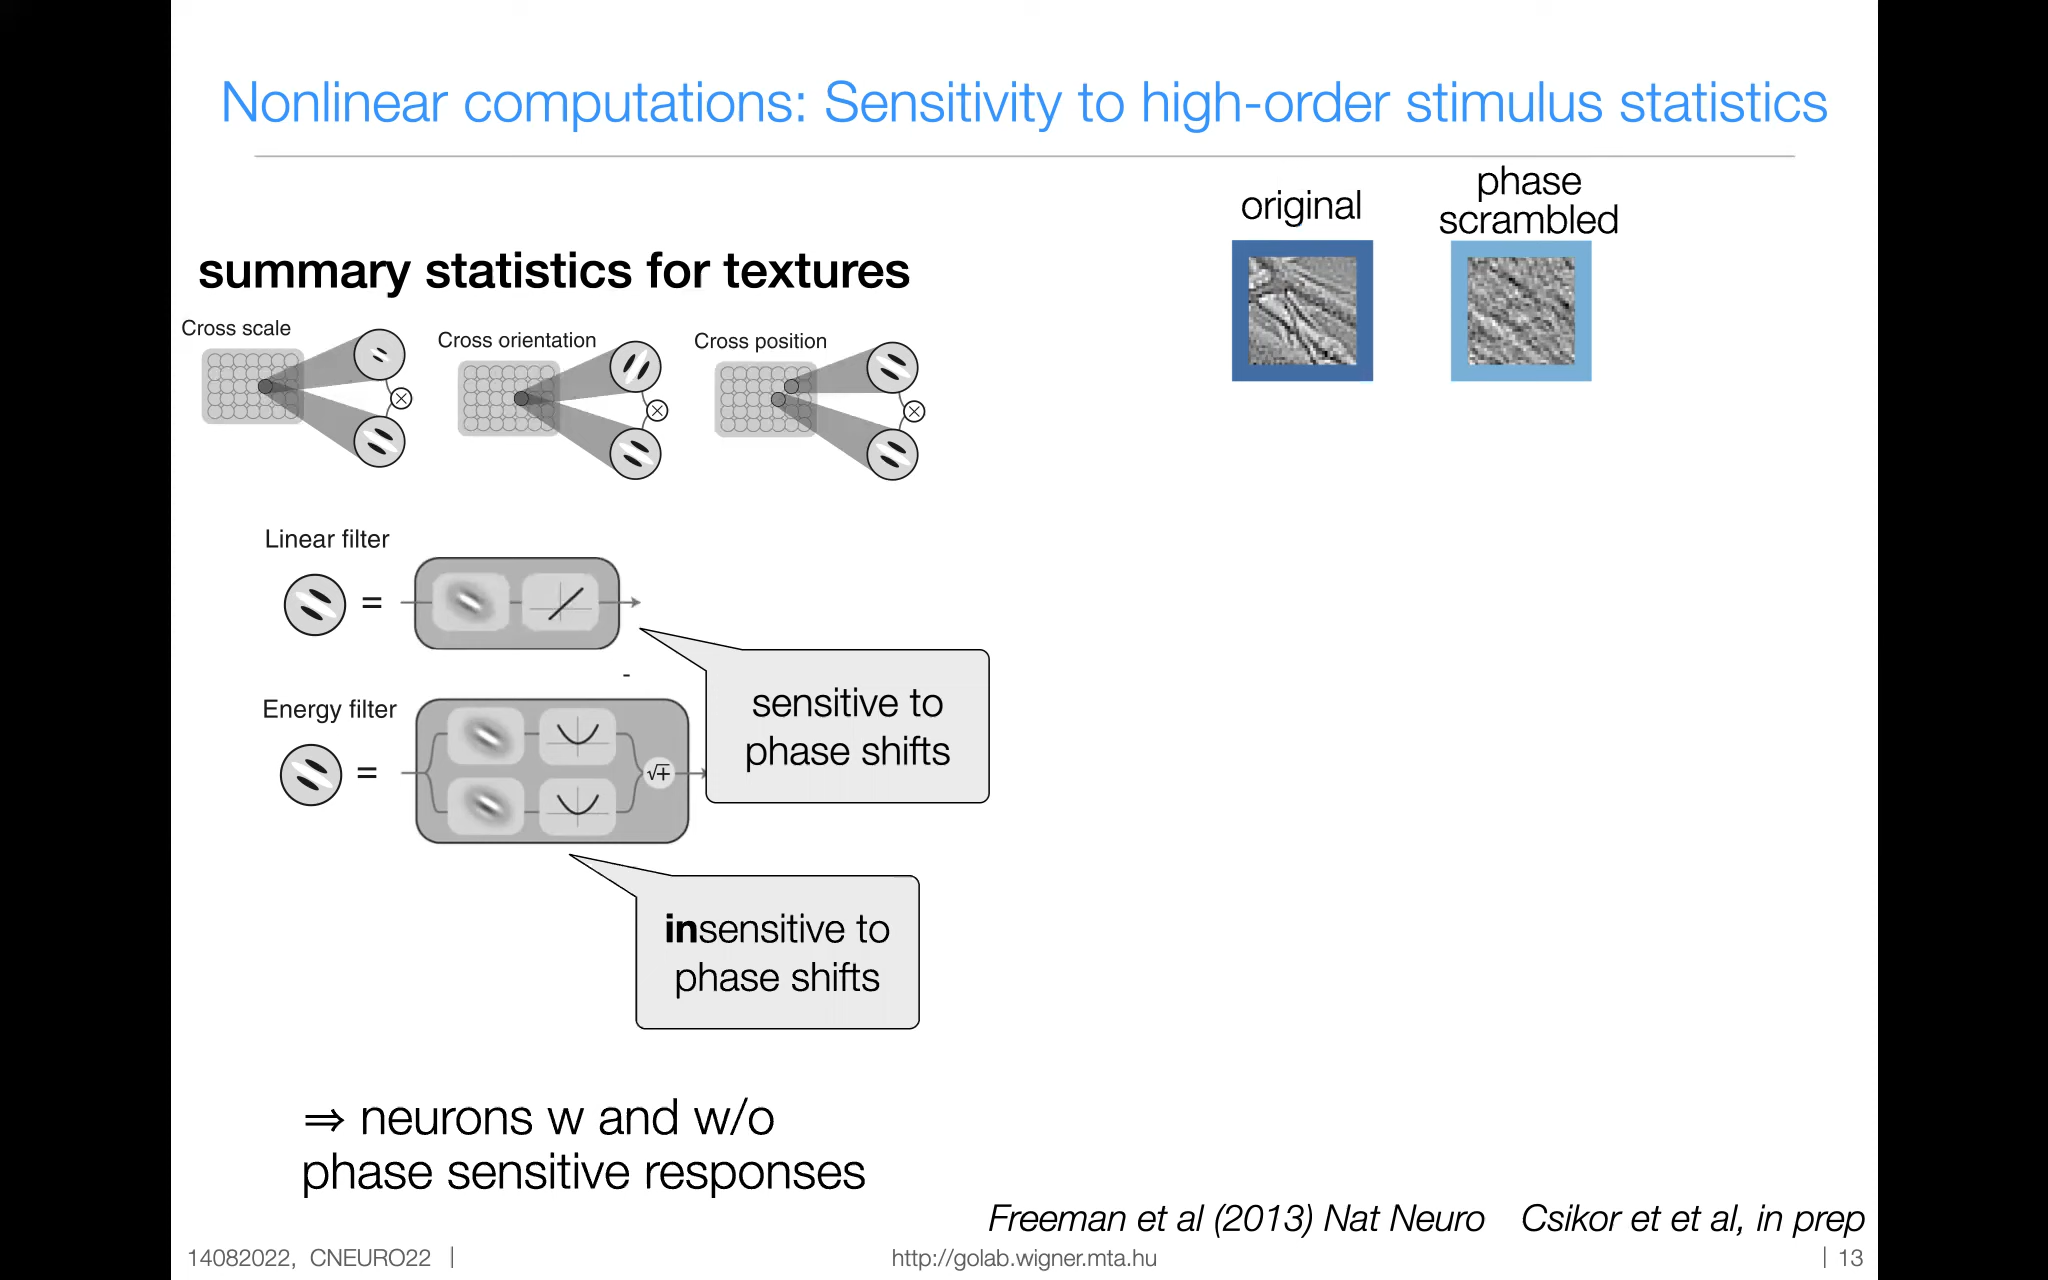 Nonlinear computations: Sensitivity to high-order stimulus statistics
original
phase
scrambled
summary statistics for textures
Cross scale
Cross orientation
Cross position
Linear filter
=
sensitive to
phase shifts
-
Energy filter
=
√+
insensitive to
phase shifts
⇒ neurons w and w/o
phase sensitive responses
Freeman et al (2013) Nat Neuro Csikor et et al, in prep
14082022, CNEURO22 |
http://golab.wigner.mta.hu
| 13